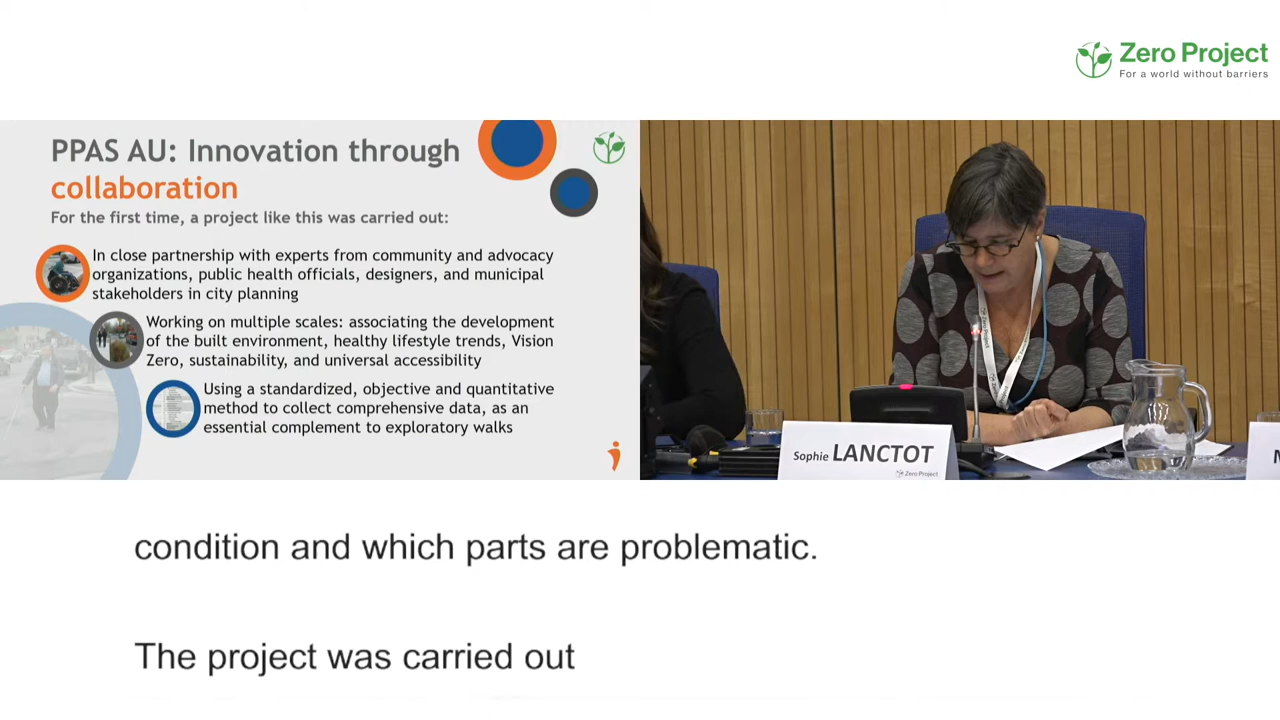 Zero Project
For a world without barriers
PPAS AU: Innovation through
collaboration
For the first time, a project like this was carried out:
In close partnership with experts from community and advocacy
organizations, public health officials, designers, and municipal
stakeholders in city planning
Working on multiple scales: associating the development
of the built environment, healthy lifestyle trends, Vision
Zero, sustainability, and universal accessibility
Using a standardized, objective and quantitative
method to collect comprehensive data, as an
essential complement to exploratory walks
Zero Project
Sophie LANCTOT
Zero Project
condition and which parts are problematic.
The project was carried out